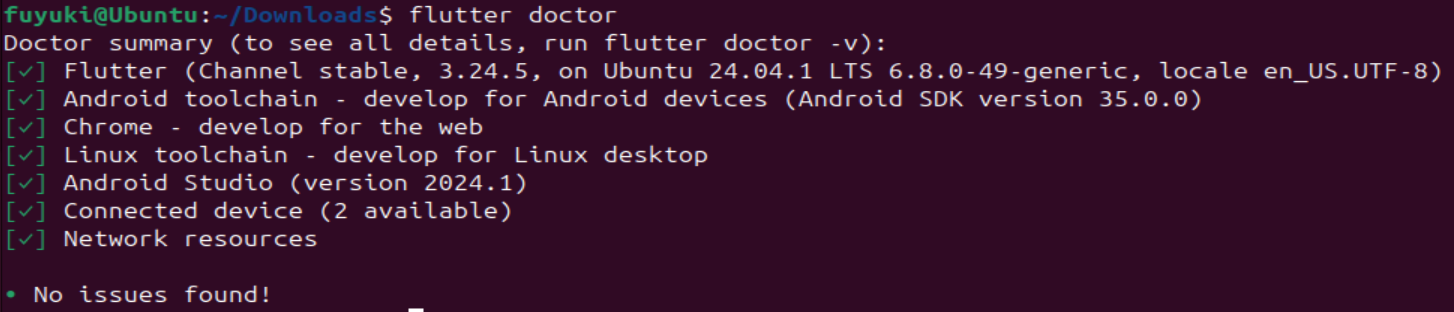 fuyuki@Ubuntu:~/Downloads$ flutter doctor
Doctor summary (to see all details, run flutter doctor -v):
[✓] Flutter (Channel stable, 3.24.5, on Ubuntu 24.04.1 LTS 6.8.0-49-generic, locale en_US.UTF-8)
[✓] Android toolchain - develop for Android devices (Android SDK version 35.0.0)
[✓] Chrome - develop for the web
[✓] Linux toolchain - develop for Linux desktop
[✓] Android Studio (version 2024.1)
[✓] Connected device (2 available)
[✓] Network resources
• No issues found!